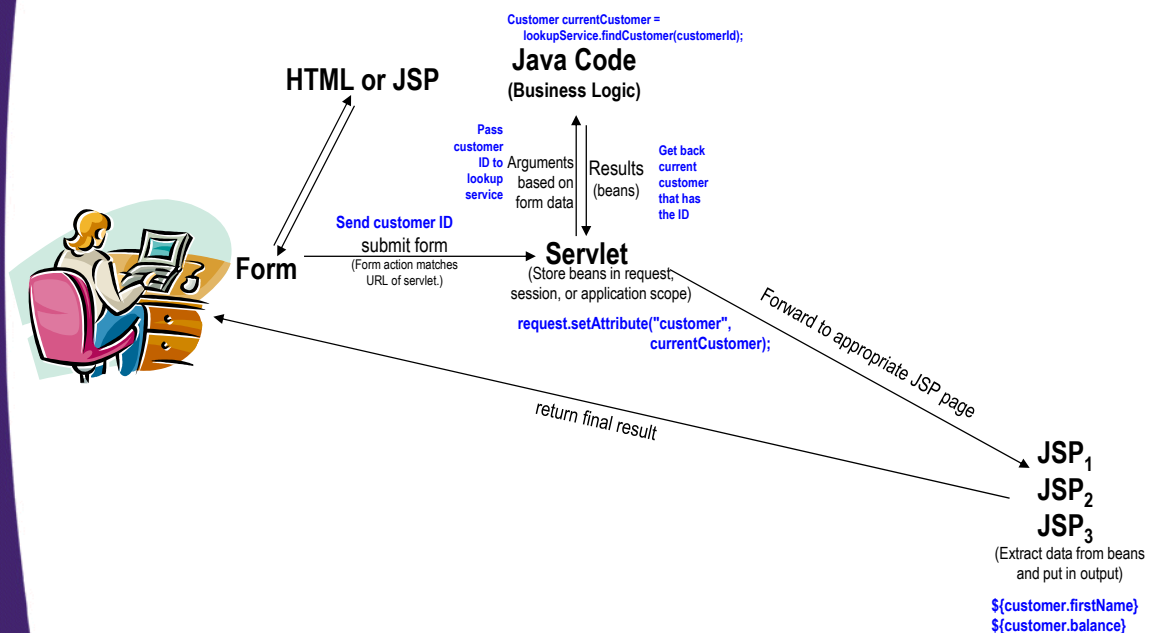 Customer currentCustomer =
lookupService.findCustomer(customerId);
Java Code
(Business Logic)
HTML or JSP
Pass
customer
ID to
lookup
service
Arguments
based on
form data
Results
(beans)
Get back
current
customer
that has
the ID
Send customer ID
submit form
(Form action matches
URL of servlet.)
Form
Servlet
(Store beans in request,
session, or application scope)
request.setAttribute("customer",
currentCustomer);
Forward to appropriate JSP page
return final result
JSP₁
JSP₂
JSP₃
(Extract data from beans
and put in output)
${customer.firstName}
${customer.balance}